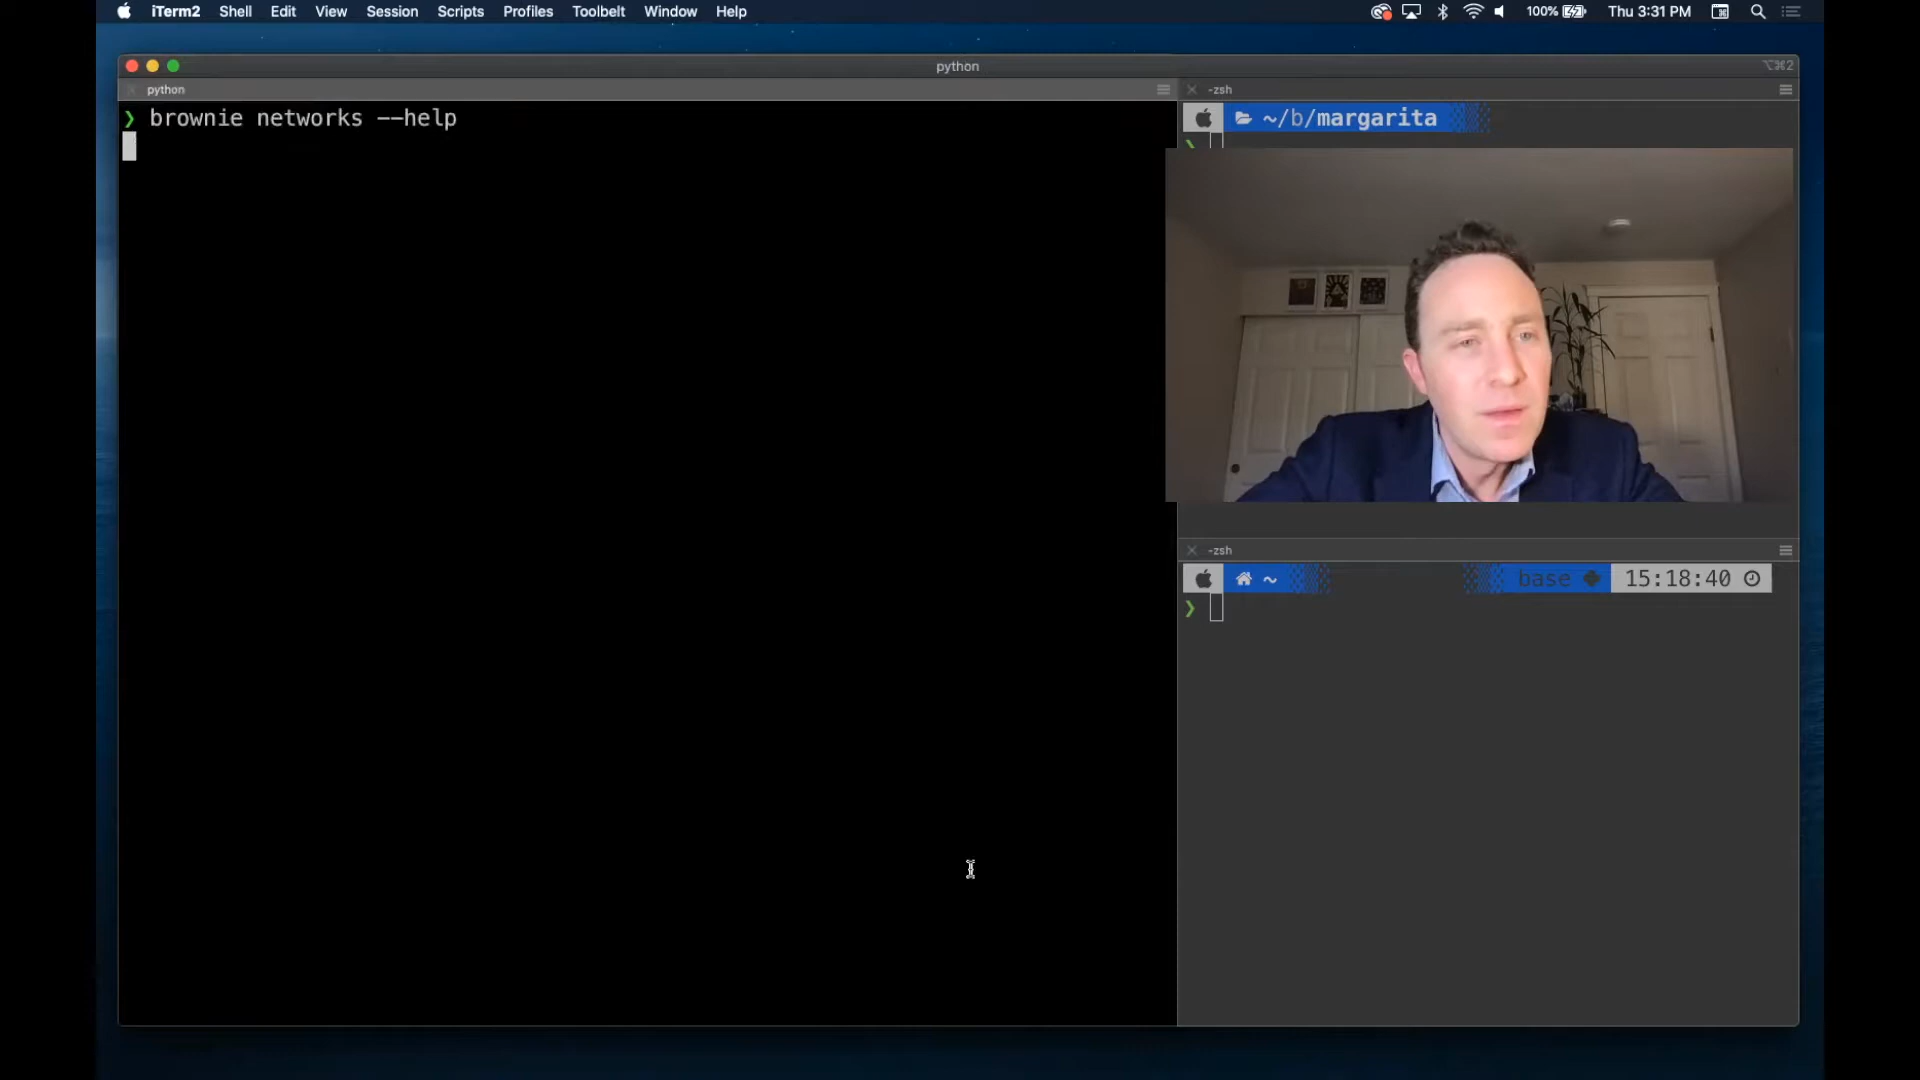 iTerm2 Shell Edit View Session Scripts Profiles Toolbelt Window Help
100% Thu 3:31 PM
python
⌥⌘2
python
-zsh
❯ brownie networks --help
~/b/margarita
❯
-zsh
~
base 15:18:40
❯